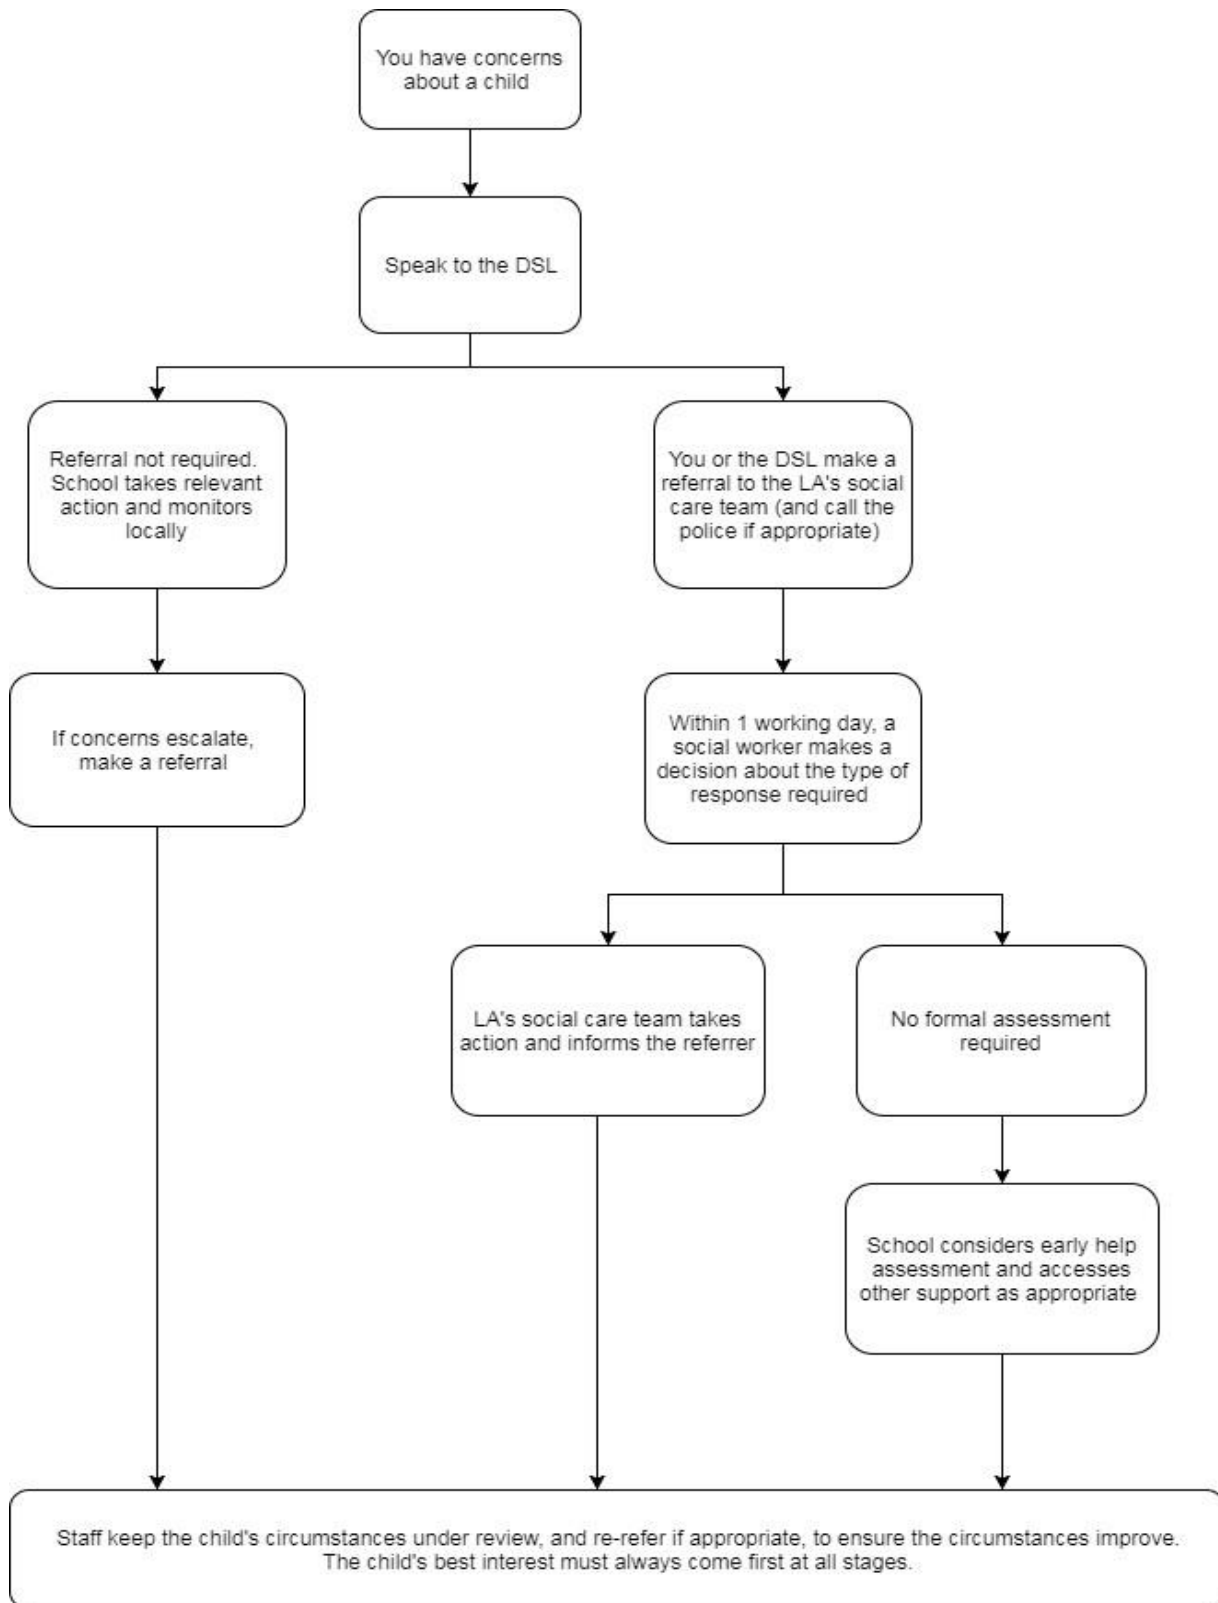 You have concerns
about a child
Speak to the DSL
Referral not required.
School takes relevant
action and monitors
locally
You or the DSL make a
referral to the LA's social
care team (and call the
police if appropriate)
If concerns escalate,
make a referral
Within 1 working day, a
social worker makes a
decision about the type of
response required
LA's social care team takes
action and informs the referrer
No formal assessment
required
School considers early help
assessment and accesses
other support as appropriate
Staff keep the child's circumstances under review, and re-refer if appropriate, to ensure the circumstances improve.
The child's best interest must always come first at all stages.